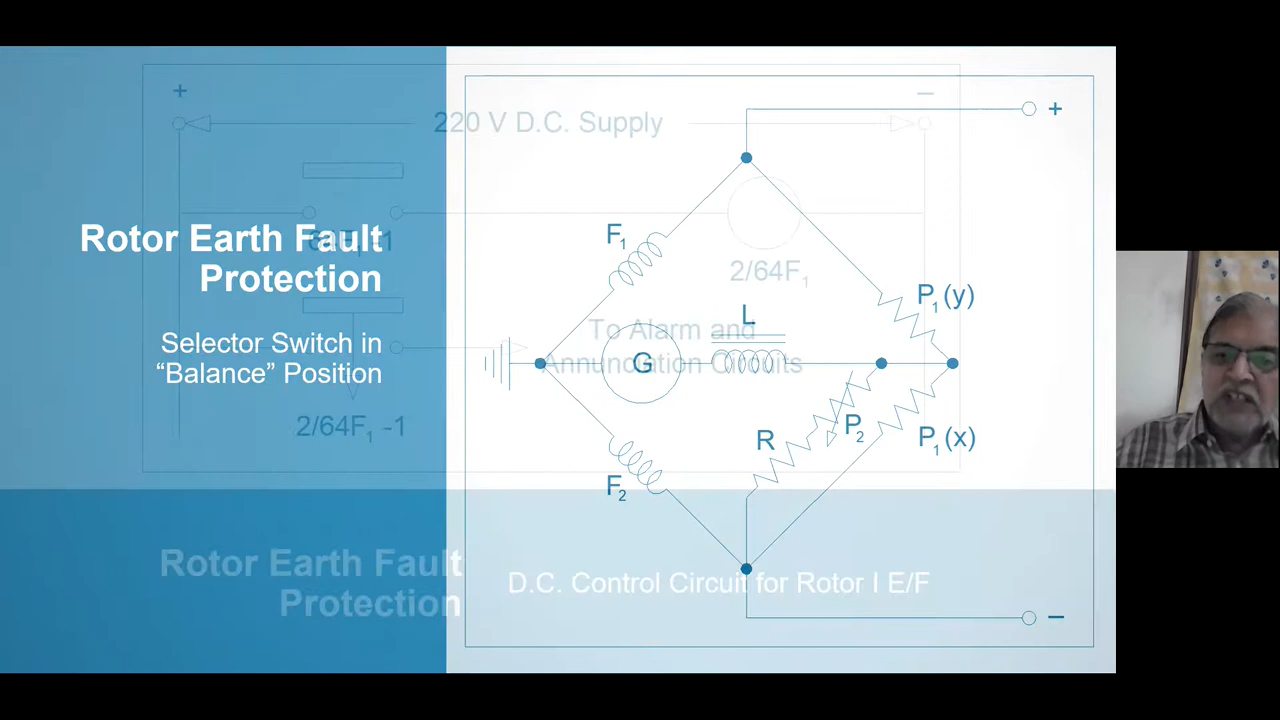 Rotor Earth Fault
Protection
Selector Switch in
“Balance” Position
+
−
220 V D.C. Supply
2/64F₁
To Alarm and
Annunciation Circuits
2/64F₁ -1
Rotor Earth Fault
Protection
D.C. Control Circuit for Rotor I E/F
+
F₁
P₁(y)
L
G
P₂
R
P₁(x)
F₂
−